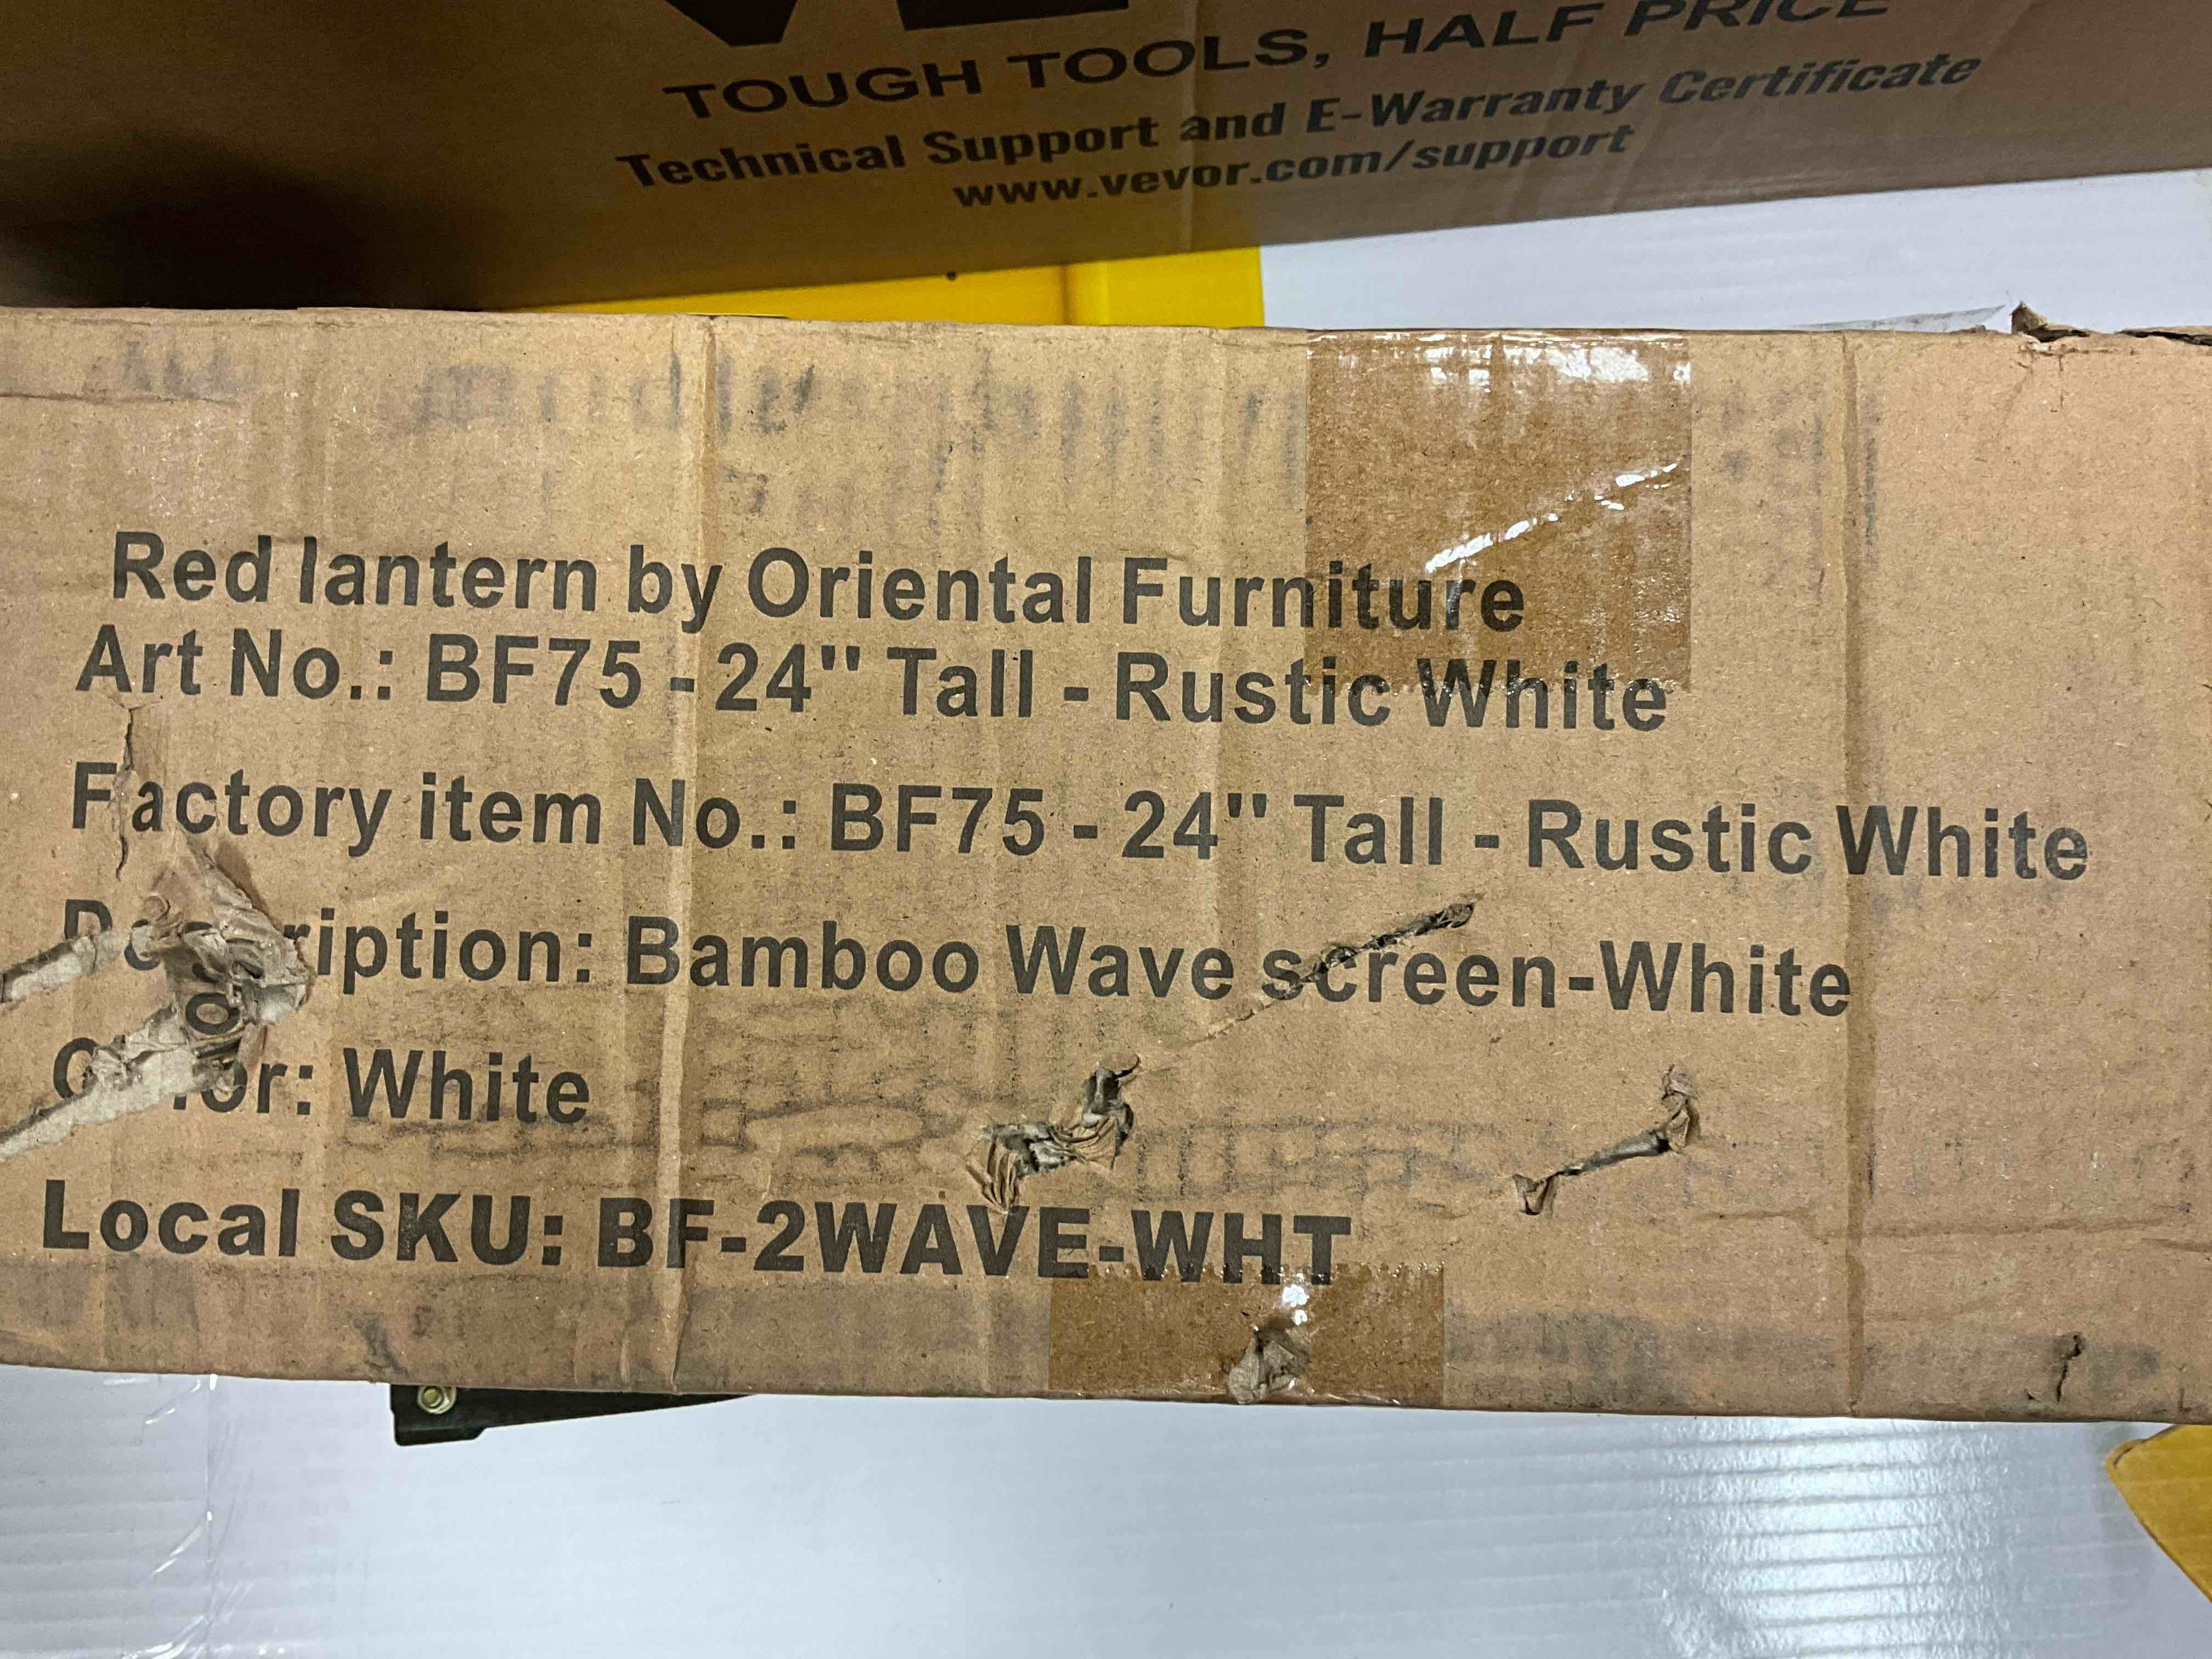 TOUGH TOOLS, HALF PRICE
Technical Support and E-Warranty Certificate
www.vevor.com/support
Red lantern by Oriental Furniture
Art No.: BF75 - 24" Tall - Rustic White
Factory item No.: BF75 - 24" Tall - Rustic White
Description: Bamboo Wave screen-White
Color: White
Local SKU: BF-2WAVE-WHT